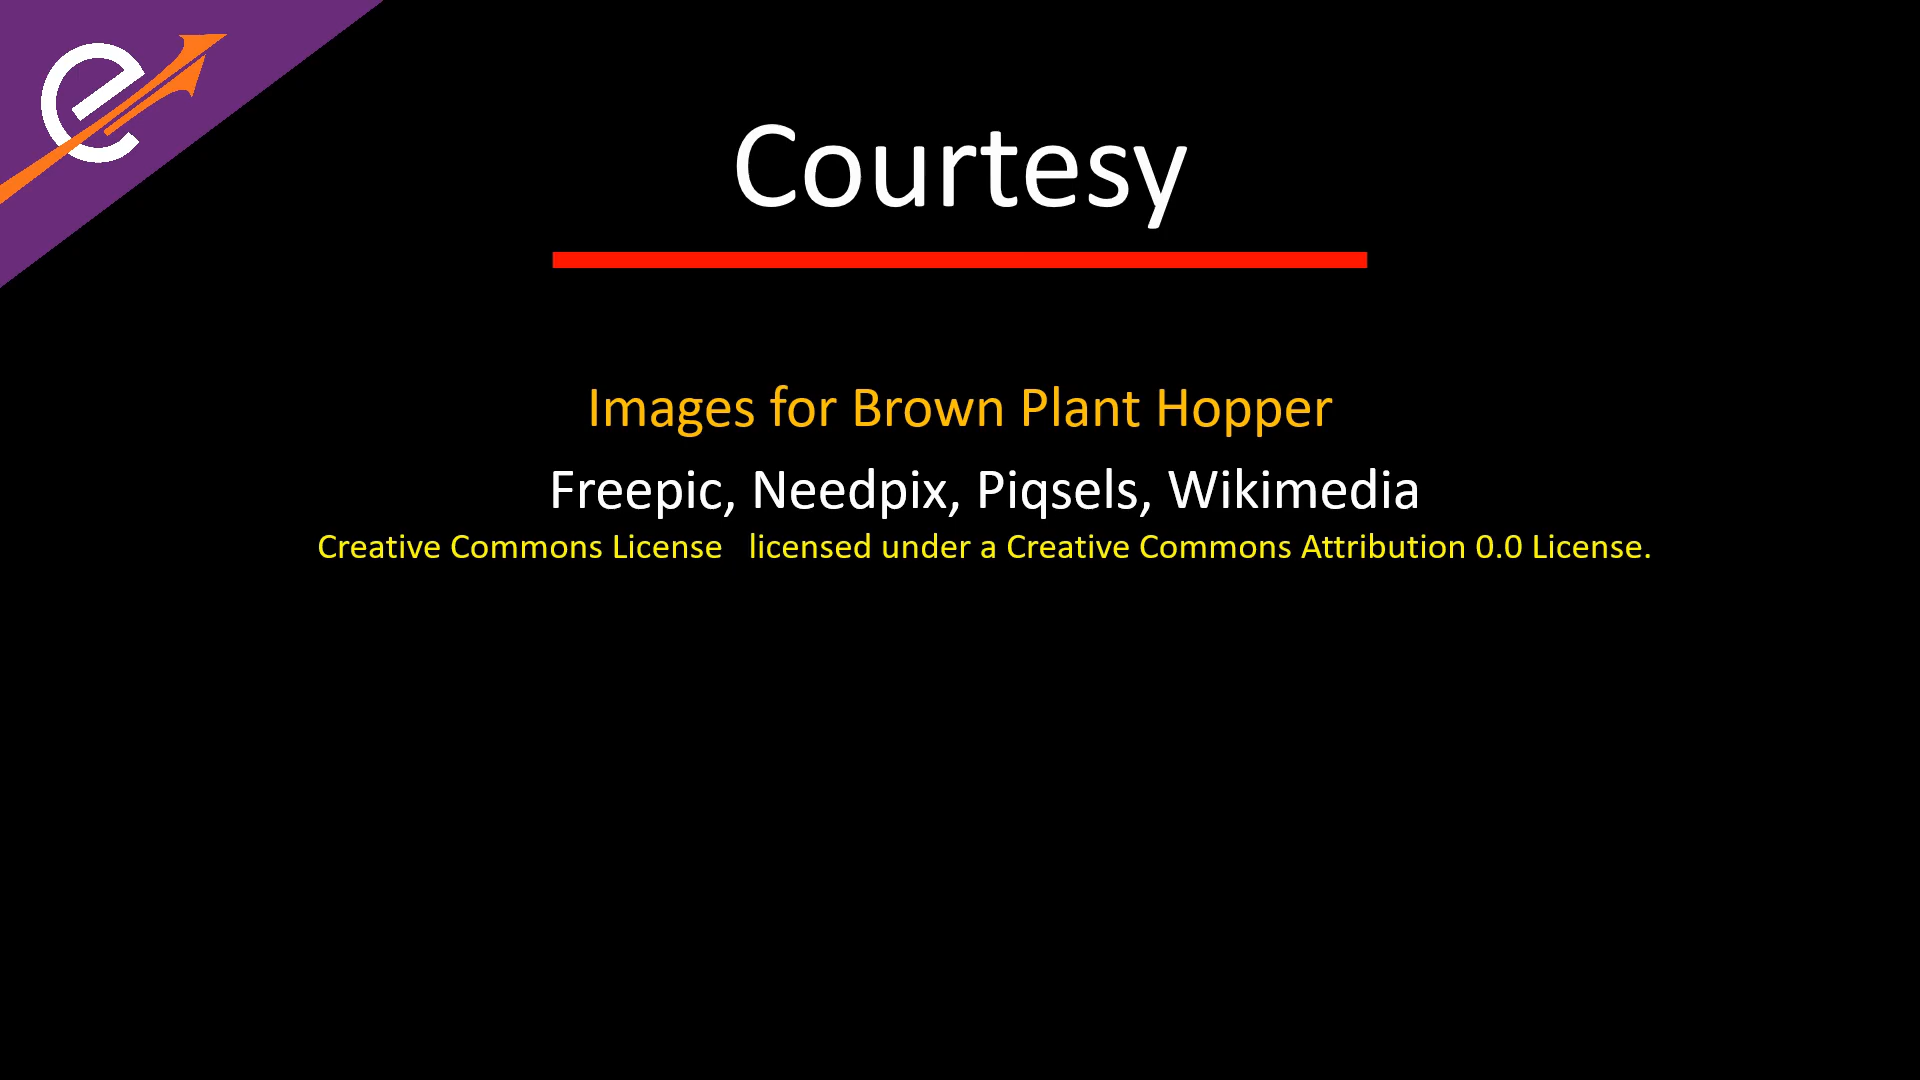 Courtesy
Images for Brown Plant Hopper
Freepic, Needpix, Piqsels, Wikimedia
Creative Commons License   licensed under a Creative Commons Attribution 0.0 License.